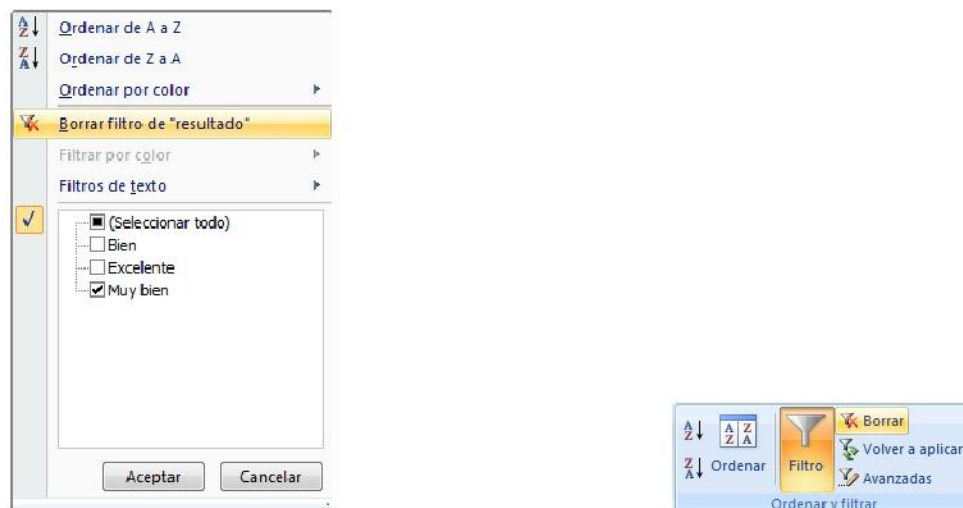 Ordenar de A a Z
Ordenar de Z a A
Ordenar por color
Borrar filtro de "resultado"
Filtrar por color
Filtros de texto
(Seleccionar todo)
Bien
Excelente
Muy bien
Aceptar Cancelar
Borrar
Volver a aplicar
Ordenar Filtro
Avanzadas
Ordenar y filtrar